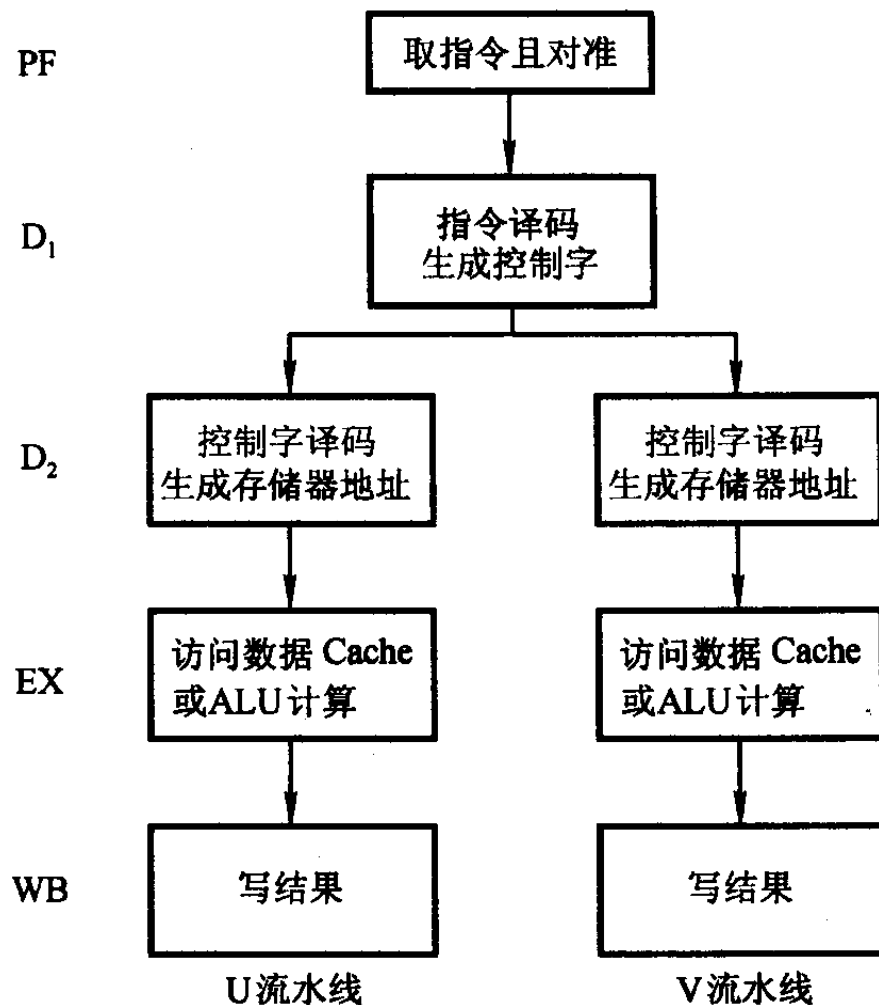 PF
取指令且对准
D₁
指令译码
生成控制字
D₂
控制字译码
生成存储器地址
控制字译码
生成存储器地址
EX
访问数据 Cache
或ALU计算
访问数据 Cache
或ALU计算
WB
写结果
写结果
U流水线
V流水线